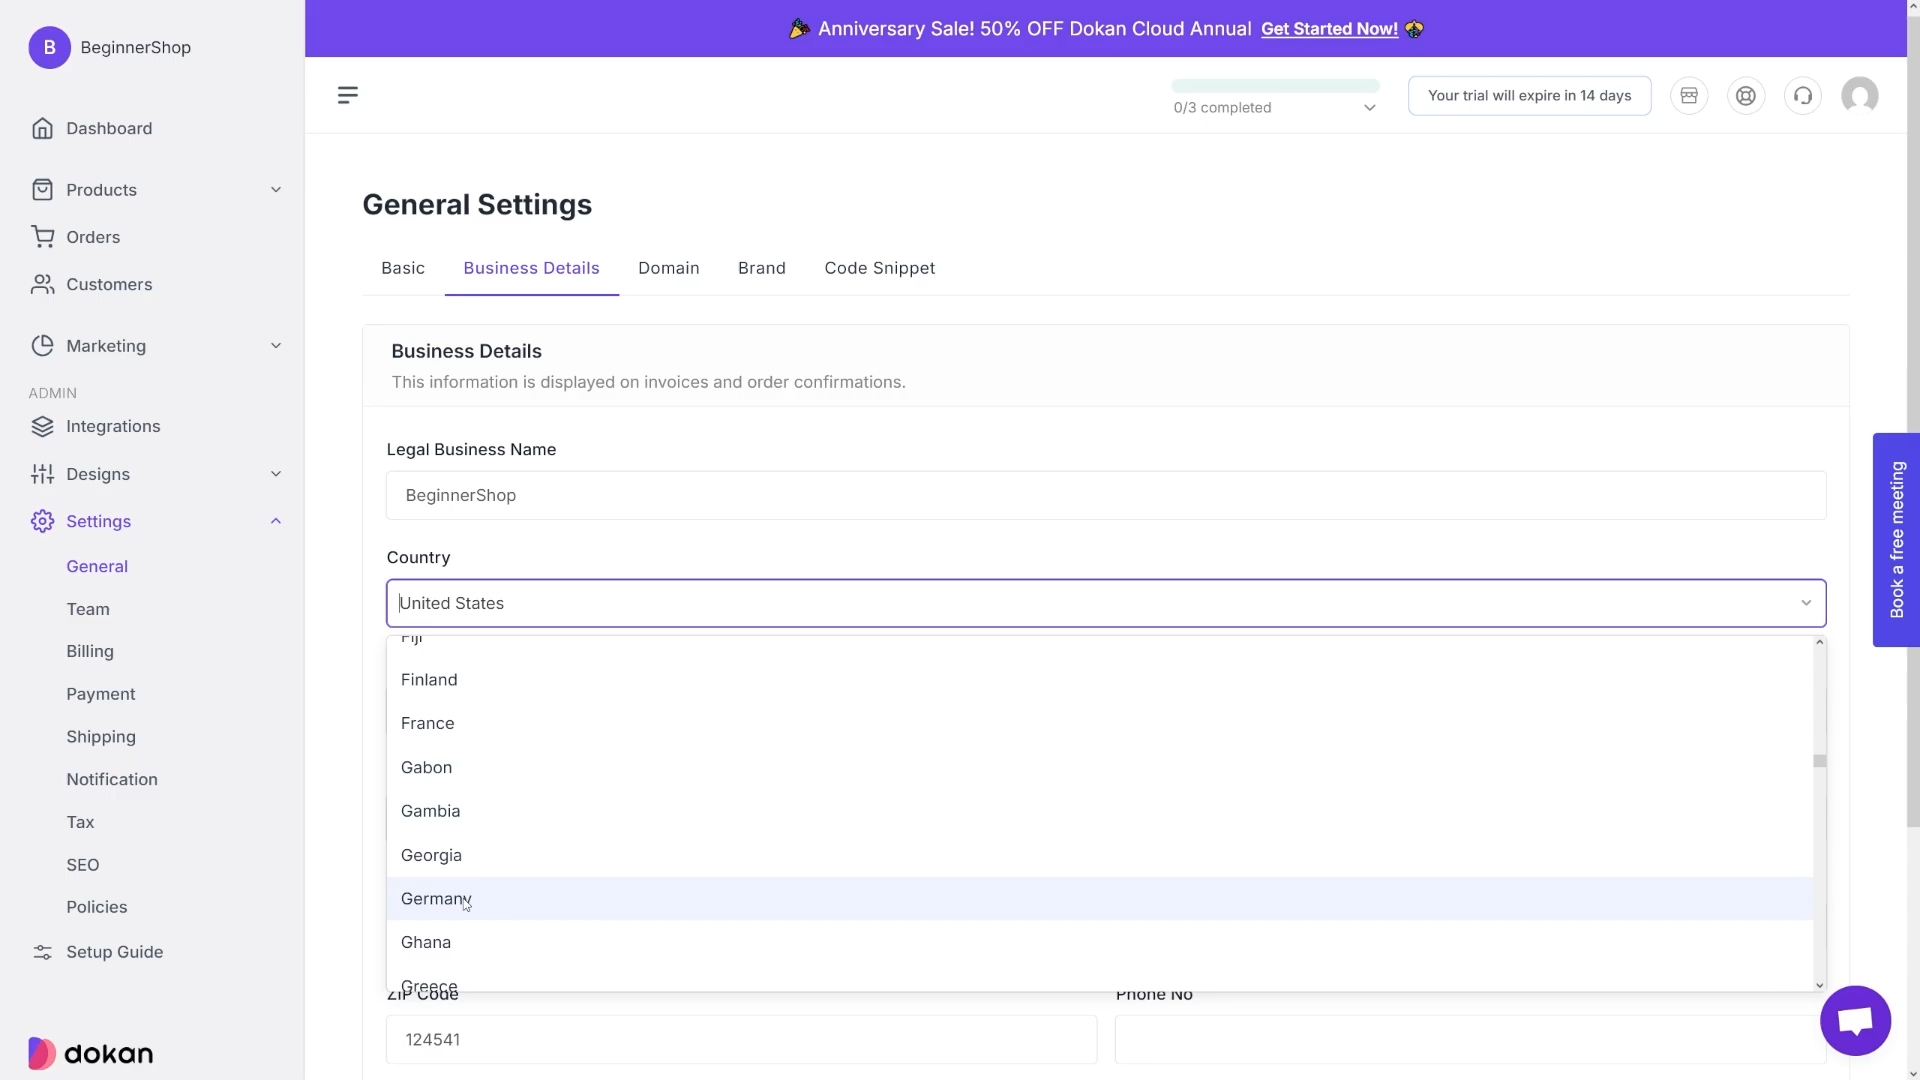 B BeginnerShop
Anniversary Sale! 50% OFF Dokan Cloud Annual Get Started Now!
0/3 completed
Your trial will expire in 14 days
Dashboard
Products
Orders
Customers
Marketing
ADMIN
Integrations
Designs
Settings
General
Team
Billing
Payment
Shipping
Notification
Tax
SEO
Policies
Setup Guide
dokan
General Settings
Basic Business Details Domain Brand Code Snippet
Business Details
This information is displayed on invoices and order confirmations.
Legal Business Name
BeginnerShop
Country
United States
Fiji
Finland
France
Gabon
Gambia
Georgia
Germany
Ghana
Greece
ZIP Code Phone No
124541
Book a free meeting